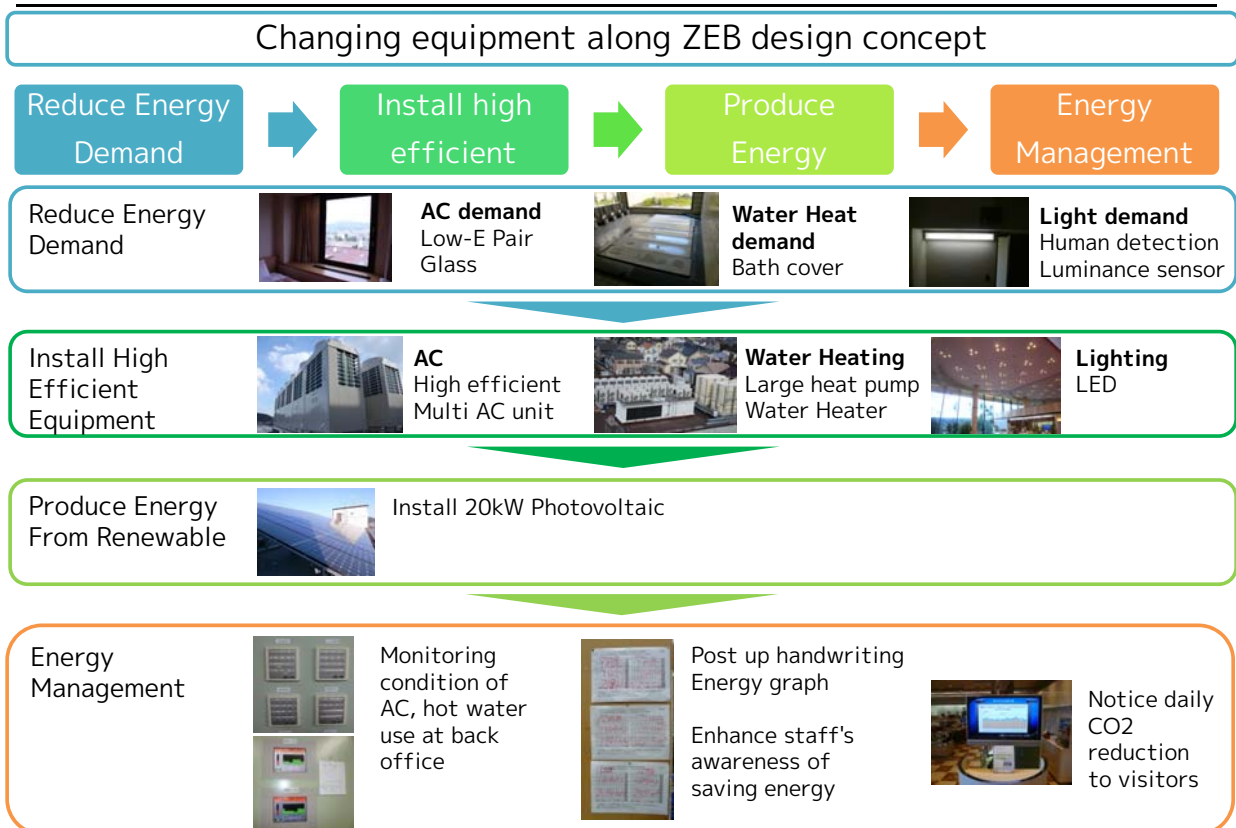 Changing equipment along ZEB design concept
Reduce Energy
Demand
Install high
efficient
Produce
Energy
Energy
Management
Reduce Energy
Demand
AC demand
Low-E Pair
Glass
Water Heat
demand
Bath cover
Light demand
Human detection
Luminance sensor
Install High
Efficient
Equipment
AC
High efficient
Multi AC unit
Water Heating
Large heat pump
Water Heater
Lighting
LED
Produce Energy
From Renewable
Install 20kW Photovoltaic
Energy
Management
Monitoring
condition of
AC, hot water
use at back
office
Post up handwriting
Energy graph
Enhance staff's
awareness of
saving energy
Notice daily
CO2
reduction
to visitors